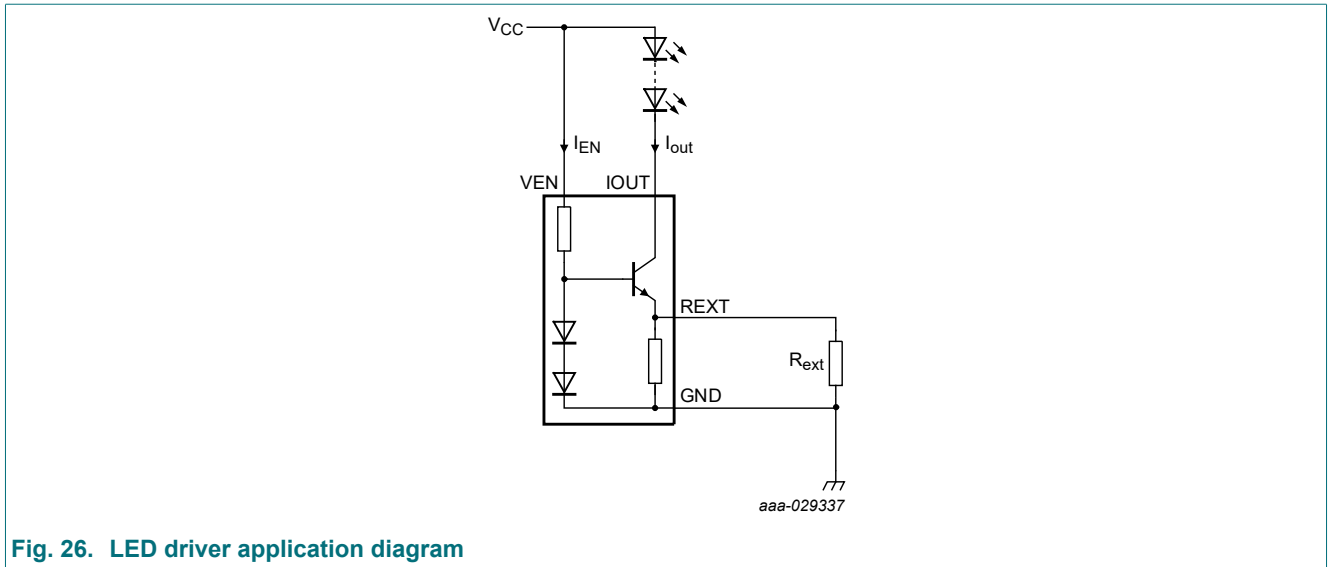 VCC
IEN
Iout
VEN
IOUT
REXT
Rext
GND
aaa-029337
Fig. 26. LED driver application diagram